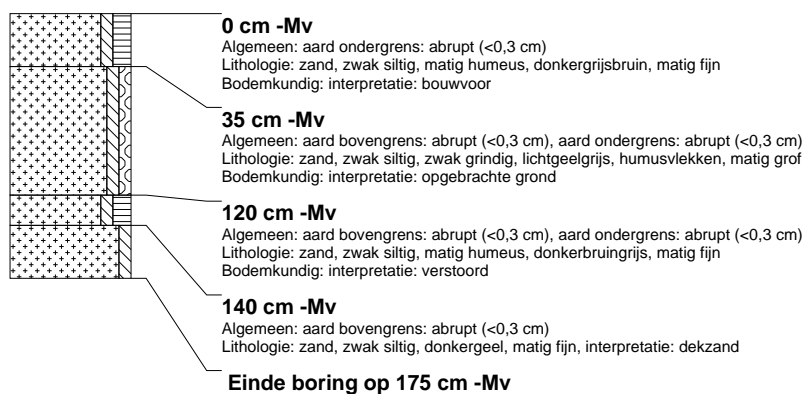 0 cm -Mv
Algemeen: aard ondergrens: abrupt (<0,3 cm)
Lithologie: zand, zwak siltig, matig humeus, donkergrijsbruin, matig fijn
Bodemkundig: interpretatie: bouwvoor
35 cm -Mv
Algemeen: aard bovengrens: abrupt (<0,3 cm), aard ondergrens: abrupt (<0,3 cm)
Lithologie: zand, zwak siltig, zwak grindig, lichtgeelgrijs, humusvlekken, matig grof
Bodemkundig: interpretatie: opgebrachte grond
120 cm -Mv
Algemeen: aard bovengrens: abrupt (<0,3 cm), aard ondergrens: abrupt (<0,3 cm)
Lithologie: zand, zwak siltig, matig humeus, donkerbruingrijs, matig fijn
Bodemkundig: interpretatie: verstoord
140 cm -Mv
Algemeen: aard bovengrens: abrupt (<0,3 cm)
Lithologie: zand, zwak siltig, donkergeel, matig fijn, interpretatie: dekzand
Einde boring op 175 cm -Mv